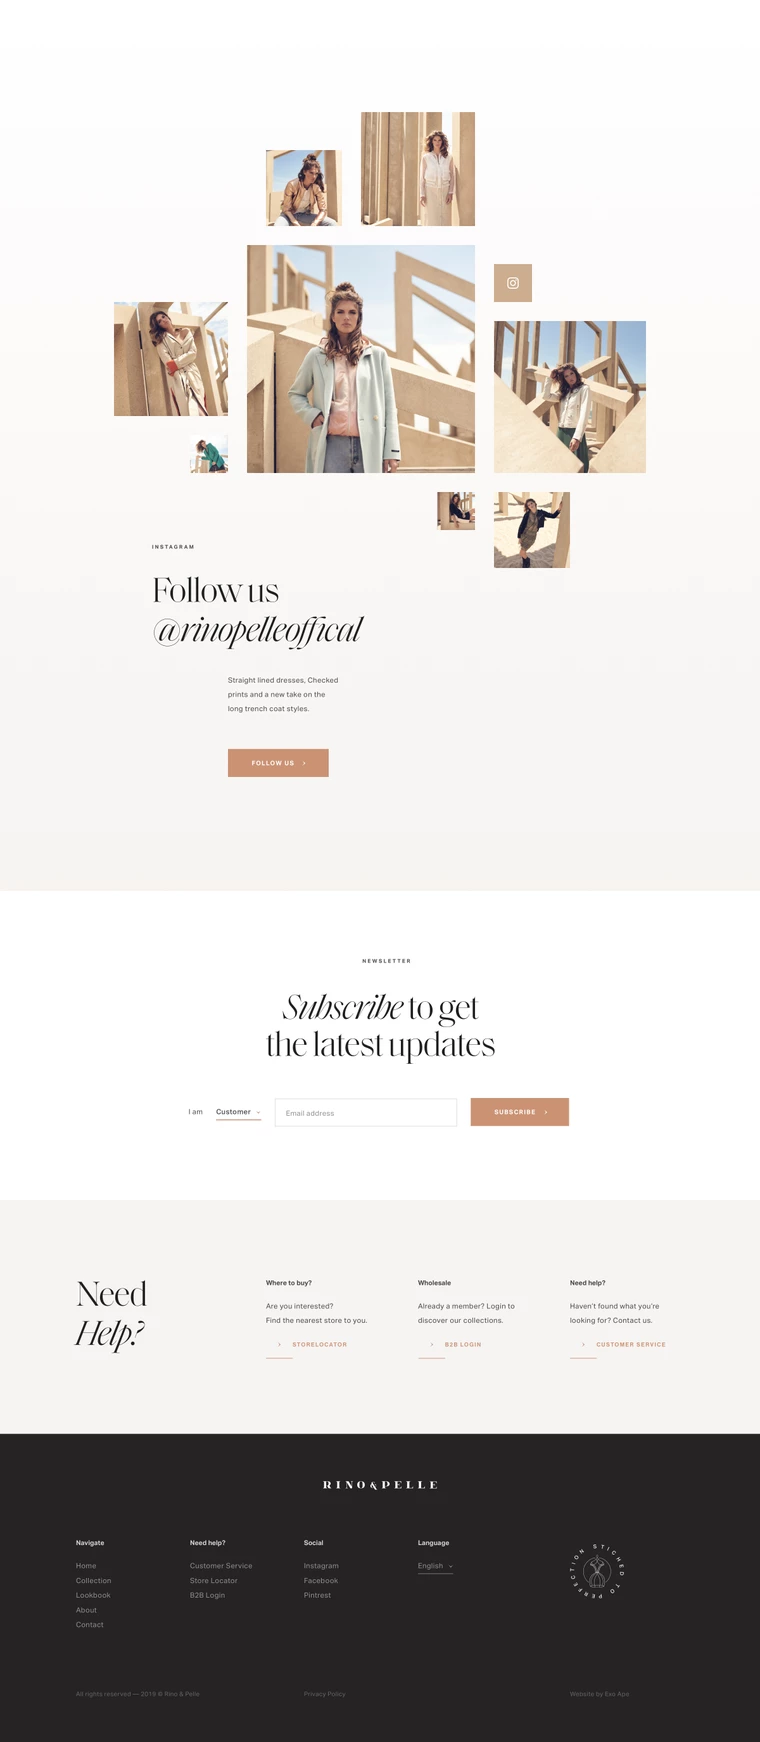 INSTAGRAM
Follow us
@rinopelleoffical
Straight lined dresses, Checked
prints and a new take on the
long trench coat styles.
FOLLOW US >
NEWSLETTER
Subscribe to get
the latest updates
I am Customer
Email address
SUBSCRIBE >
Need
Help?
Where to buy?
Are you interested?
Find the nearest store to you.
> STORELOCATOR
Wholesale
Already a member? Login to
discover our collections.
> B2B LOGIN
Need help?
Haven't found what you're
looking for? Contact us.
> CUSTOMER SERVICE
RINO&PELLE
Navigate
Home
Collection
Lookbook
About
Contact
Need help?
Customer Service
Store Locator
B2B Login
Social
Instagram
Facebook
Pintrest
Language
English
STICHED TO PERFECTION
All rights reserved — 2019 © Rino & Pelle
Privacy Policy
Website by Exo Ape